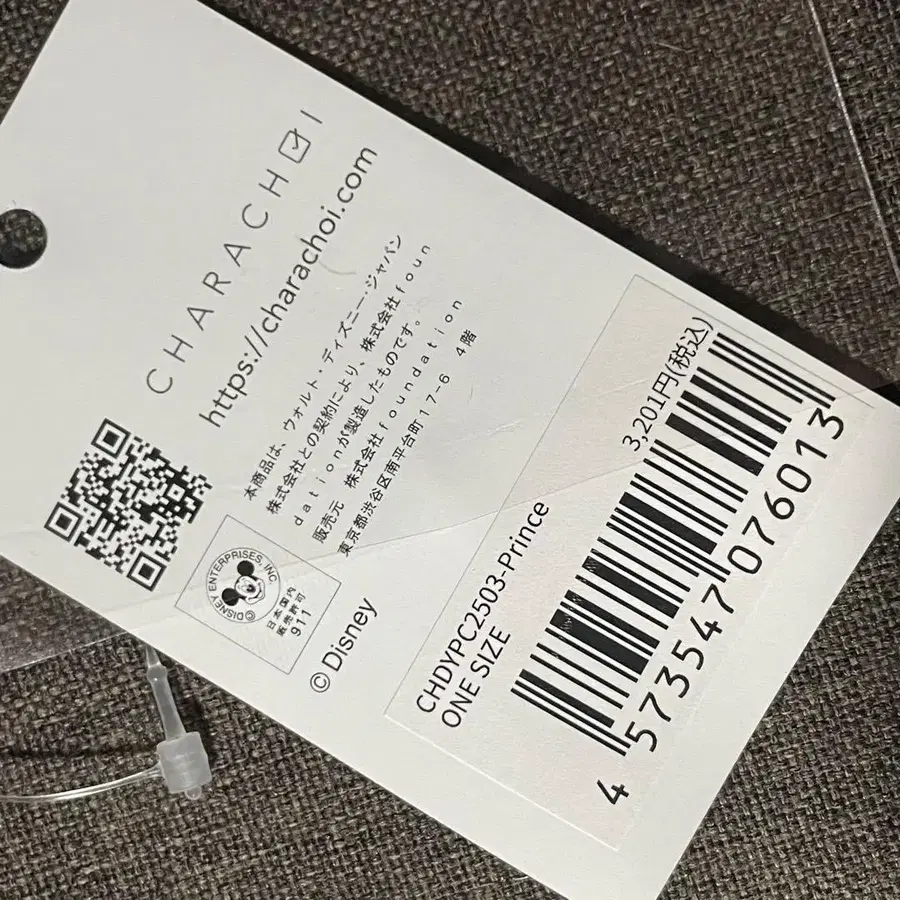 CHARACHOI
https://charachoi.com
本商品は、ウォルト・ディズニー・ジャパン
株式会社との契約により、株式会社foun
dationが製造したものです。
販売元　株式会社foundation
東京都渋谷区南平台町17-6　4階
©DISNEY ENTERPRISES, INC.
日本国内
販売許可
911
©Disney
CHDYPC2503-Prince
ONE SIZE
3,201円(税込)
4573547076013